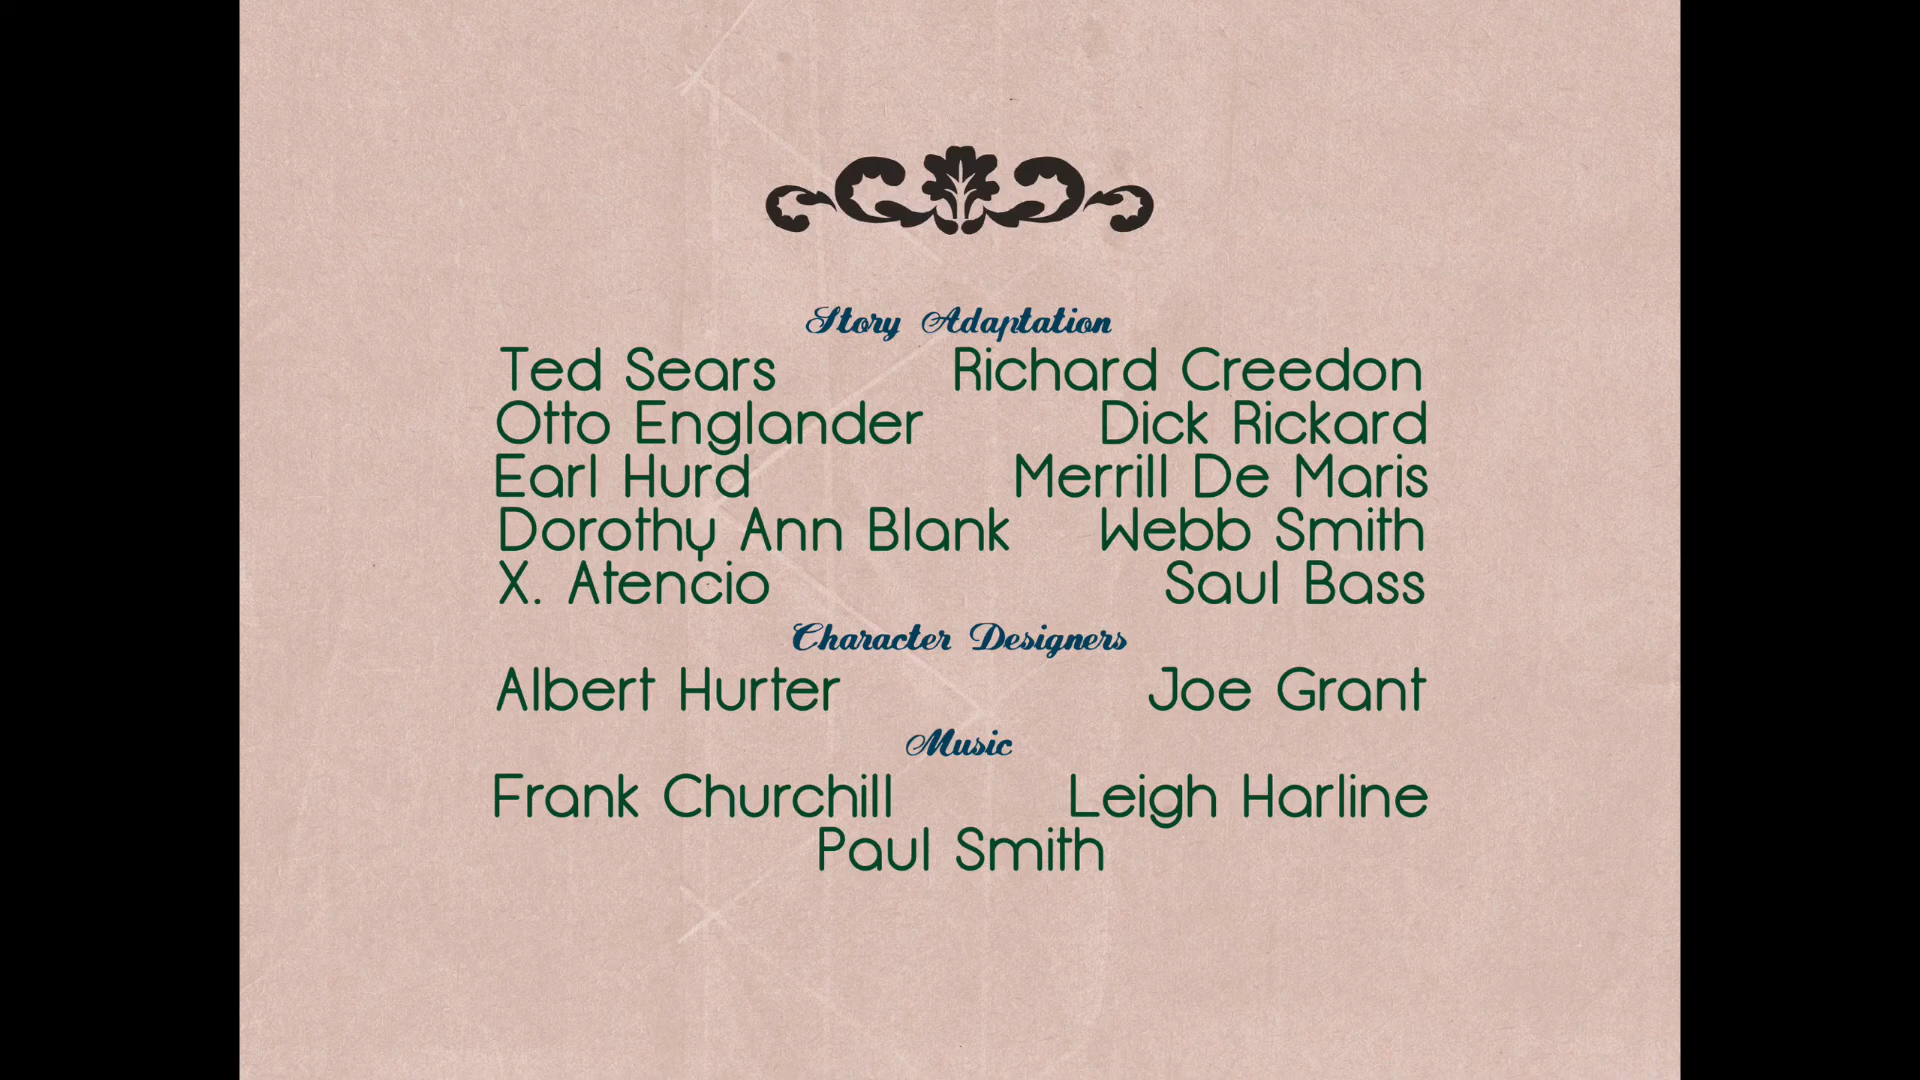 Story Adaptation
Ted Sears Richard Creedon
Otto Englander Dick Rickard
Earl Hurd Merrill De Maris
Dorothy Ann Blank Webb Smith
X. Atencio Saul Bass
Character Designers
Albert Hurter Joe Grant
Music
Frank Churchill Leigh Harline
Paul Smith